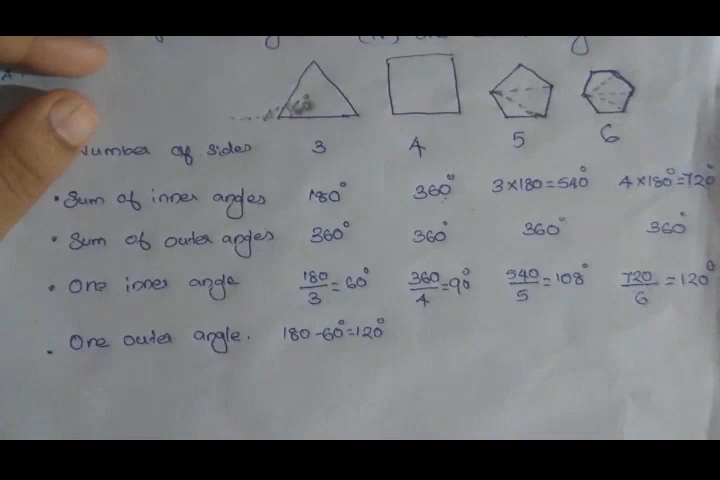 60°
Number of sides 3 4 5 6
• Sum of inner angles 180° 360° 3×180=540° 4×180°=720°
• Sum of outer angles 360° 360° 360° 360°
• One inner angle 180/3=60° 360/4=90° 540/5=108° 720/6=120°
• One outer angle. 180-60°=120°